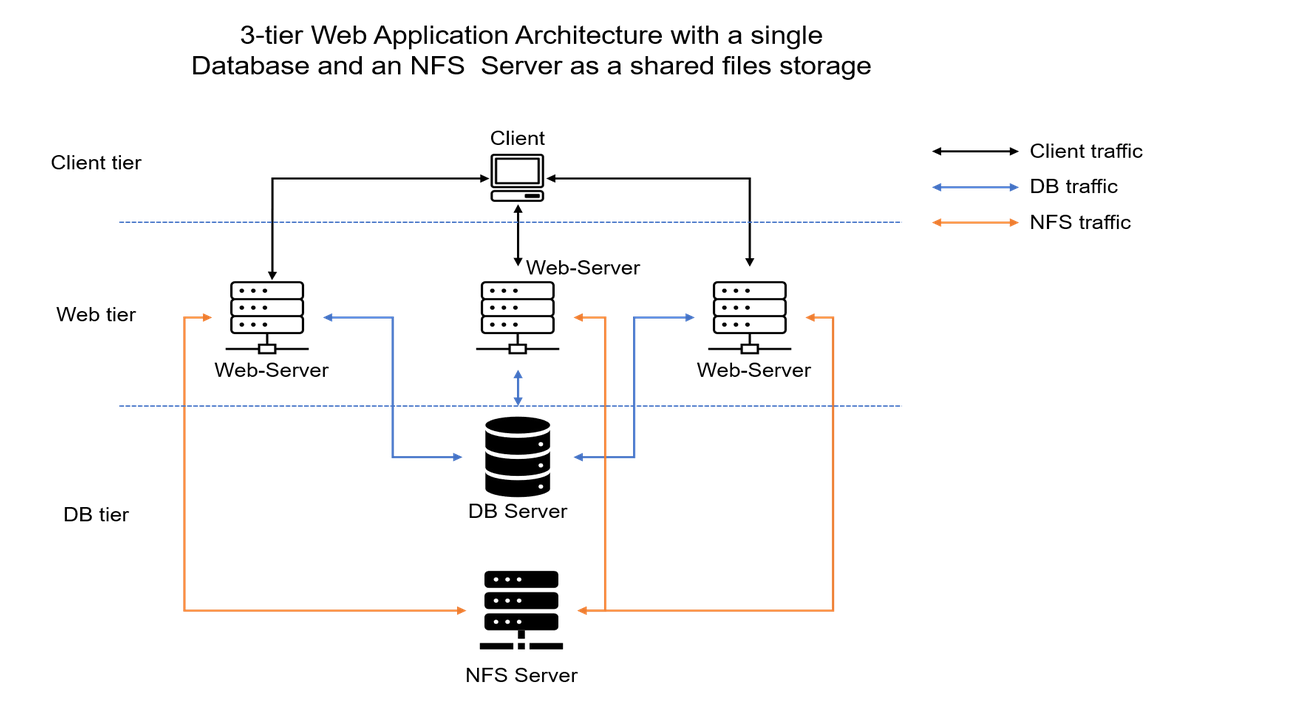 3-tier Web Application Architecture with a single
Database and an NFS  Server as a shared files storage
Client
Client tier
Client traffic
DB traffic
NFS traffic
Web-Server
Web tier
Web-Server
Web-Server
DB Server
DB tier
NFS Server